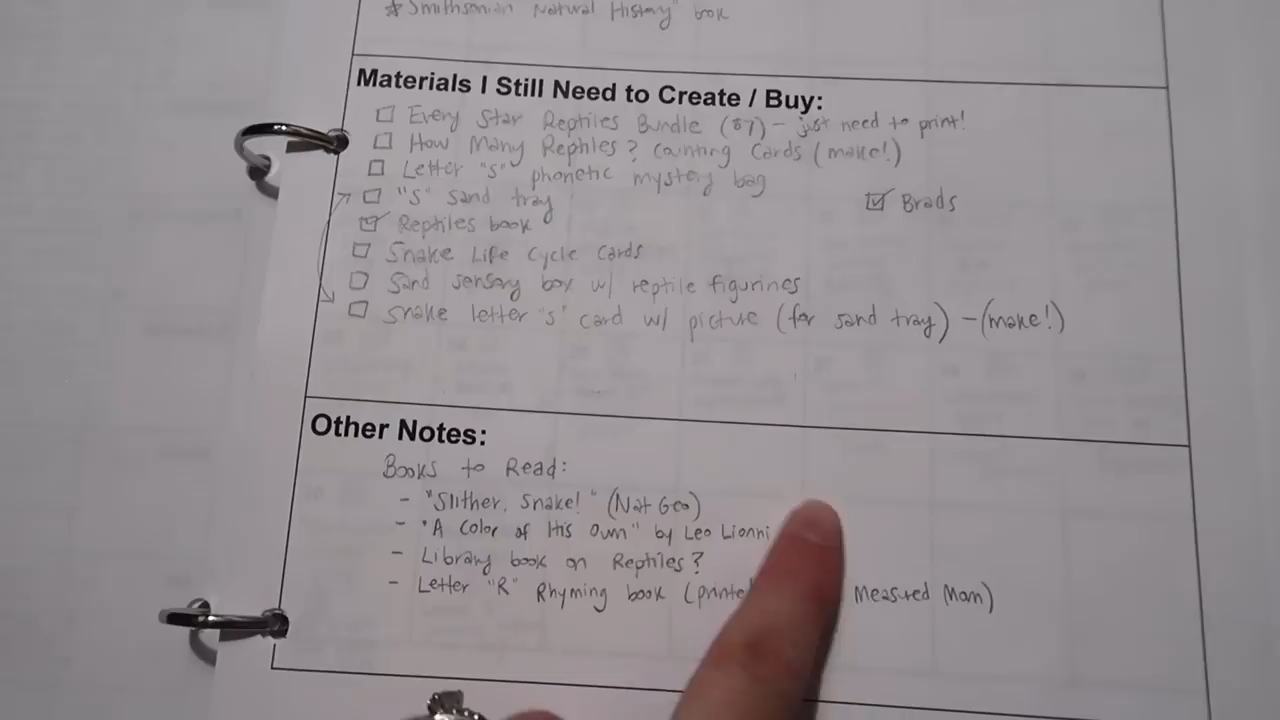 * "Smithsonian Natural History" book
Materials I Still Need to Create / Buy:
Every Star Reptiles Bundle ($7) - just need to print!
How Many Reptiles? Counting Cards (make!)
Letter "s" phonetic mystery bag
"S" sand tray
Brads
Reptiles book
Snake Life Cycle Cards
Sand sensory box w/ reptile figurines
Snake letter "s" card w/ picture (for sand tray) - (make!)
Other Notes:
Books to Read:
- "Slither, Snake!" (Nat Geo)
- "A Color of His Own" by Leo Lionni
- Library book on Reptiles?
- Letter "R" Rhyming book (printe Measured Mom)